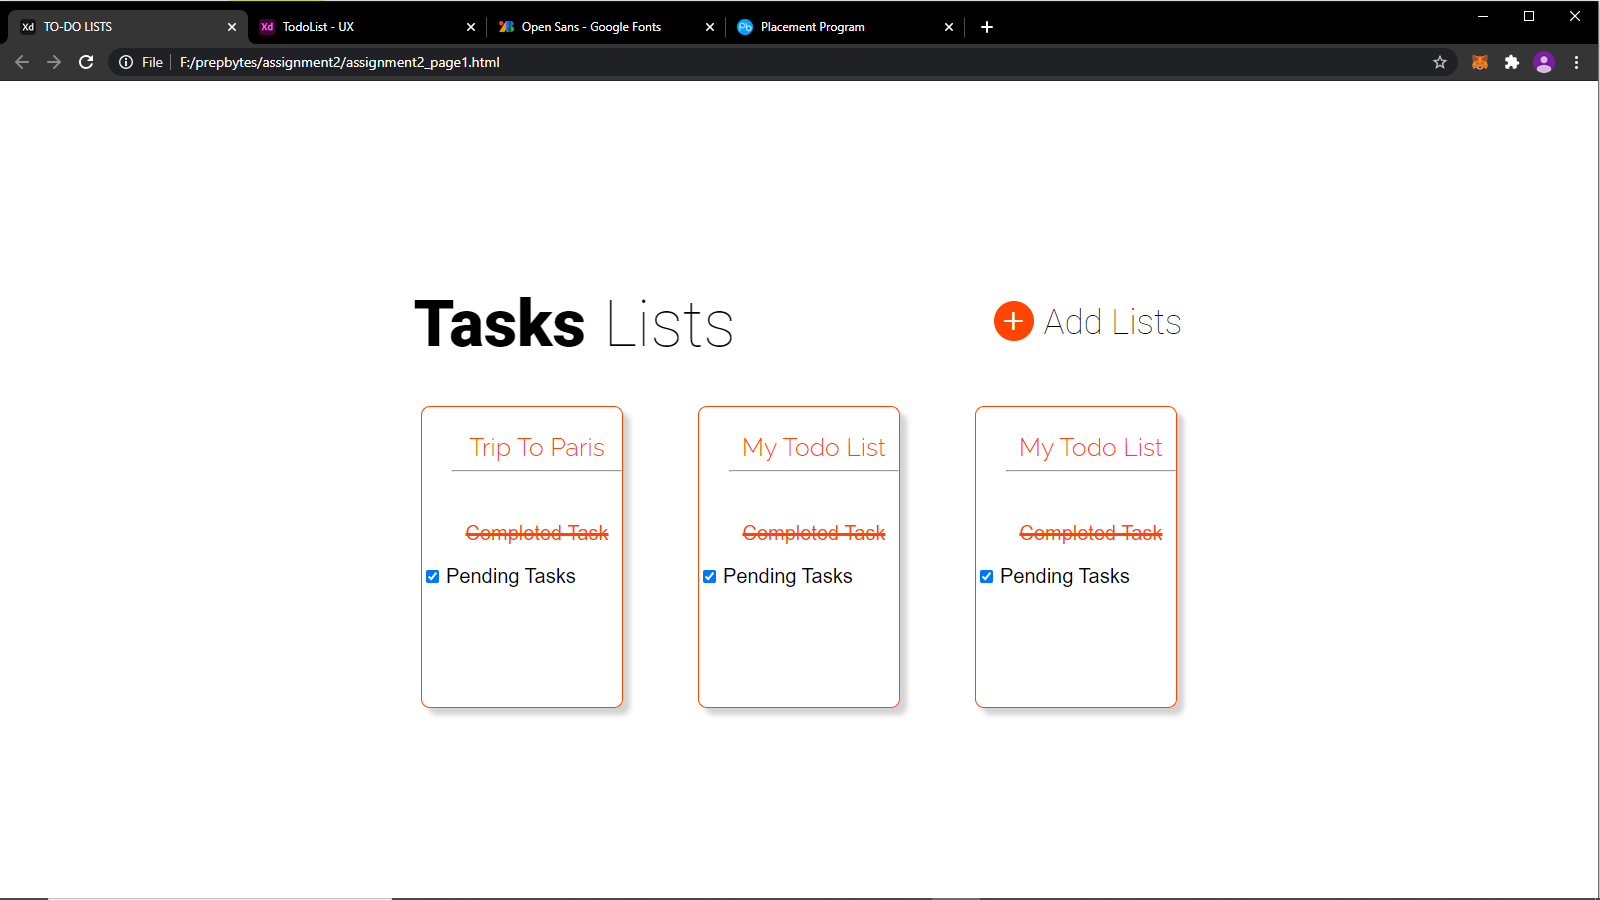 Xd TO-DO LISTS
Xd TodoList - UX
Open Sans - Google Fonts
Pb Placement Program
File F:/prepbytes/assignment2/assignment2_page1.html
Tasks Lists
Add Lists
Trip To Paris
Completed Task
Pending Tasks
My Todo List
Completed Task
Pending Tasks
My Todo List
Completed Task
Pending Tasks